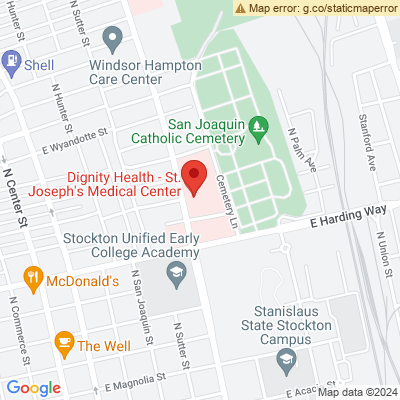 Map error: g.co/staticmaperror
N Hunter St
N Sutter St
Windsor Hampton
Care Center
Shell
N Hunter St
E Wyandotte St
San Joaquin
Catholic Cemetery
N Palm Ave
Stanford Ave
Dignity Health - St.
Joseph's Medical Center
Cemetery Ln
N Center St
E Harding Way
Stockton Unified Early
College Academy
N Union St
McDonald's
N San Joaquin St
N Commerce St
N Sutter St
Stanislaus
State Stockton
Campus
The Well
E Magnolia St
E Acacia St
Google
Map data ©2024